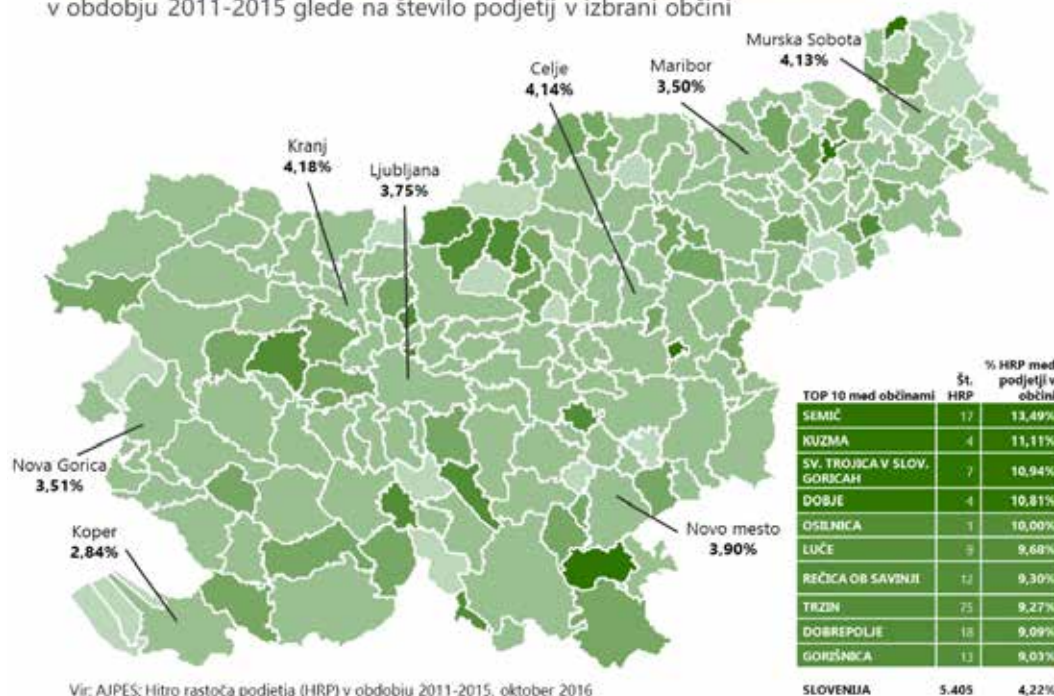 v obdobju 2011-2015 glede na število podjetij v izbrani občini
Murska Sobota
4,13%
Maribor
3,50%
Celje
4,14%
Kranj
4,18%
Ljubljana
3,75%
Nova Gorica
3,51%
Koper
2,84%
Novo mesto
3,90%
TOP 10 med občinami Št. HRP % HRP med podjetji v občini
SEMIČ 17 13,49%
KUZMA 4 11,11%
SV. TROJICA V SLOV. GORICAH 7 10,94%
DOBJE 4 10,81%
OSILNICA 1 10,00%
LUČE 9 9,68%
REČICA OB SAVINJI 12 9,30%
TRZIN 75 9,27%
DOBREPOLJE 18 9,09%
GORIŠNICA 13 9,03%
SLOVENIJA 5.405 4,22%
Vir: AJPES; Hitro rastoča podjetja (HRP) v obdobju 2011-2015, oktober 2016